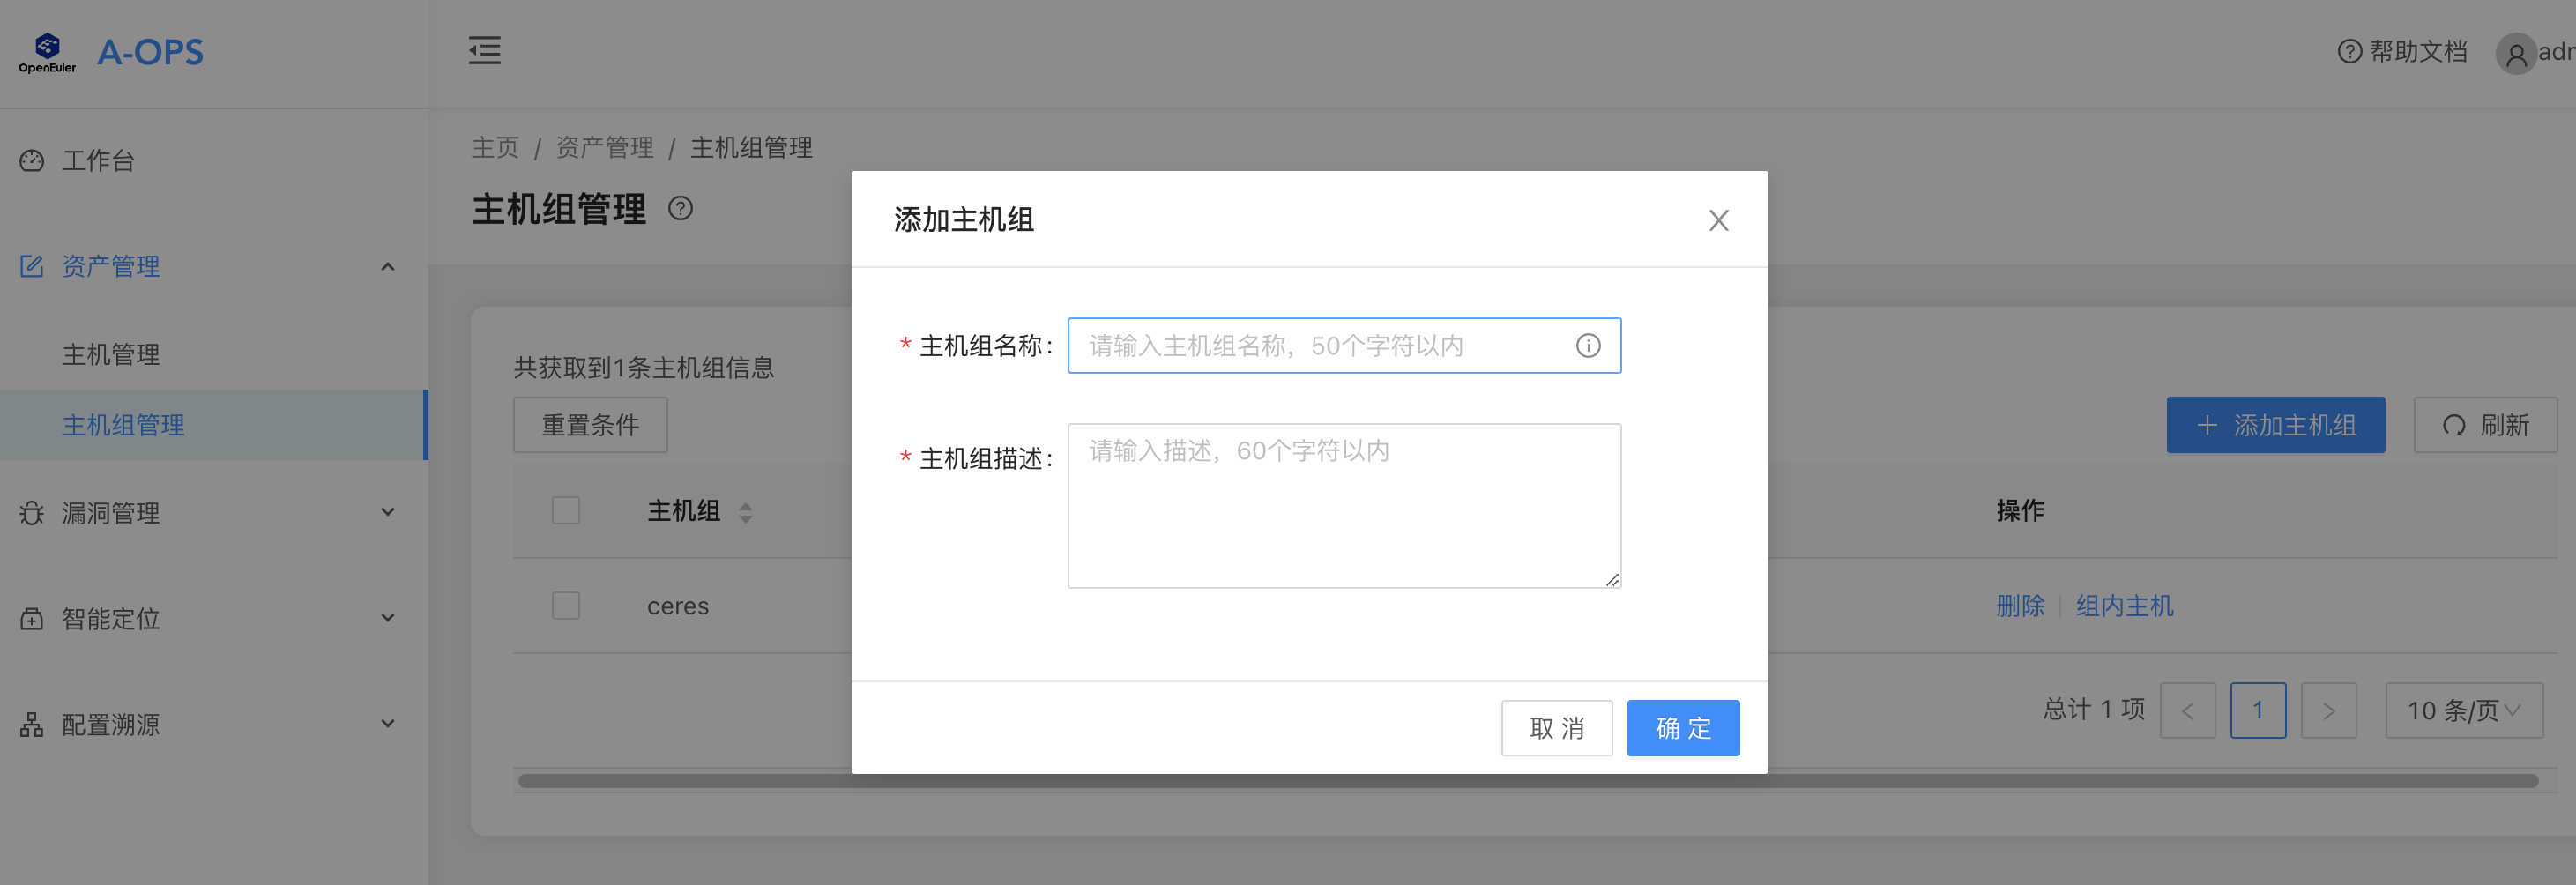 OpenEuler
A-OPS
帮助文档
adm
工作台
资产管理
主机管理
主机组管理
漏洞管理
智能定位
配置溯源
主页 / 资产管理 / 主机组管理
主机组管理
共获取到1条主机组信息
重置条件
添加主机组
刷新
主机组
操作
ceres
删除
组内主机
总计 1 项
1
10 条/页
添加主机组
* 主机组名称:
请输入主机组名称，50个字符以内
* 主机组描述:
请输入描述，60个字符以内
取 消
确 定